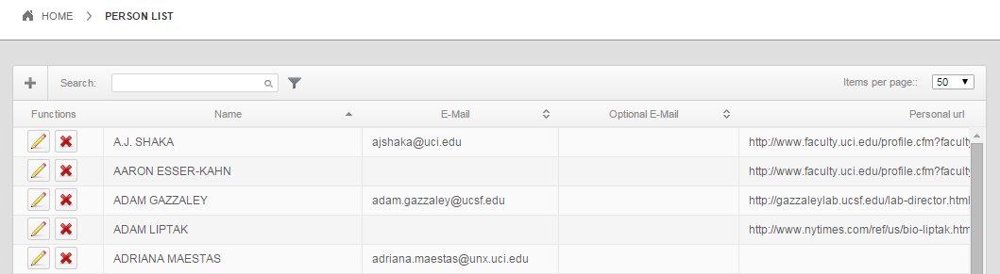 HOME > PERSON LIST
Search: Items per page:: 50
Functions Name E-Mail Optional E-Mail Personal url
A.J. SHAKA ajshaka@uci.edu http://www.faculty.uci.edu/profile.cfm?faculty
AARON ESSER-KAHN http://www.faculty.uci.edu/profile.cfm?faculty
ADAM GAZZALEY adam.gazzaley@ucsf.edu http://gazzaleylab.ucsf.edu/lab-director.html
ADAM LIPTAK http://www.nytimes.com/ref/us/bio-liptak.htm
ADRIANA MAESTAS adriana.maestas@unx.uci.edu